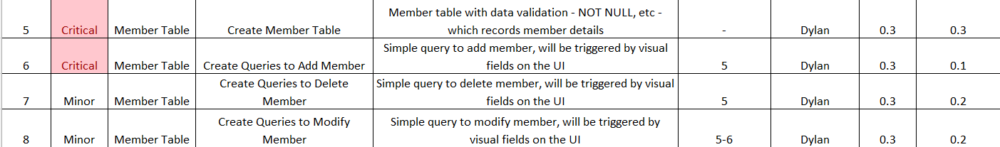 5 Critical Member Table Create Member Table Member table with data validation - NOT NULL, etc -
which records member details - Dylan 0.3 0.3
6 Critical Member Table Create Queries to Add Member Simple query to add member, will be triggered by visual
fields on the UI 5 Dylan 0.3 0.1
7 Minor Member Table Create Queries to Delete
Member Simple query to delete member, will be triggered by visual
fields on the UI 5 Dylan 0.3 0.2
8 Minor Member Table Create Queries to Modify
Member Simple query to modify member, will be triggered by
visual fields on the UI 5-6 Dylan 0.3 0.2